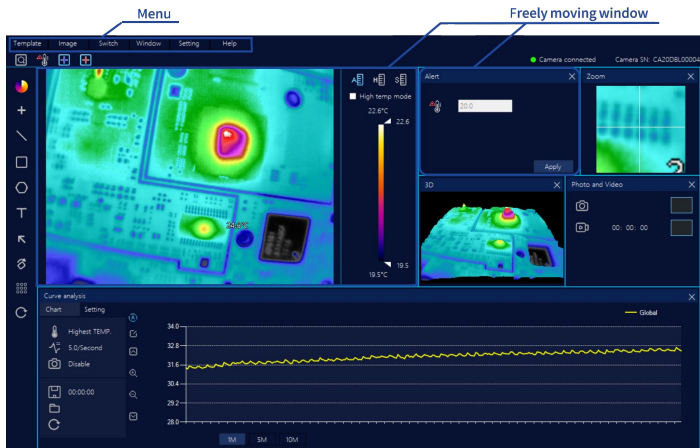 Menu
Freely moving window
Template Image Switch Window Setting Help
Camera connected Camera SN: CA20DBL00004
A H S
High temp mode
22.6°C
22.6
19.5
19.5°C
24.6°C
Alert
20.0
Apply
Zoom
3D
Photo and Video
00: 00: 00
Curve analysis
Chart Setting
Highest TEMP.
5.0/Second
Disable
00:00:00
Global
34.0
32.8
31.6
30.4
29.2
28.0
1M 5M 10M